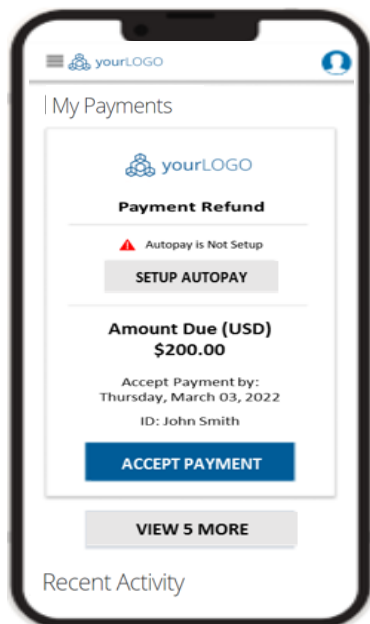 yourLOGO
My Payments
yourLOGO
Payment Refund
Autopay is Not Setup
SETUP AUTOPAY
Amount Due (USD)
$200.00
Accept Payment by:
Thursday, March 03, 2022
ID: John Smith
ACCEPT PAYMENT
VIEW 5 MORE
Recent Activity